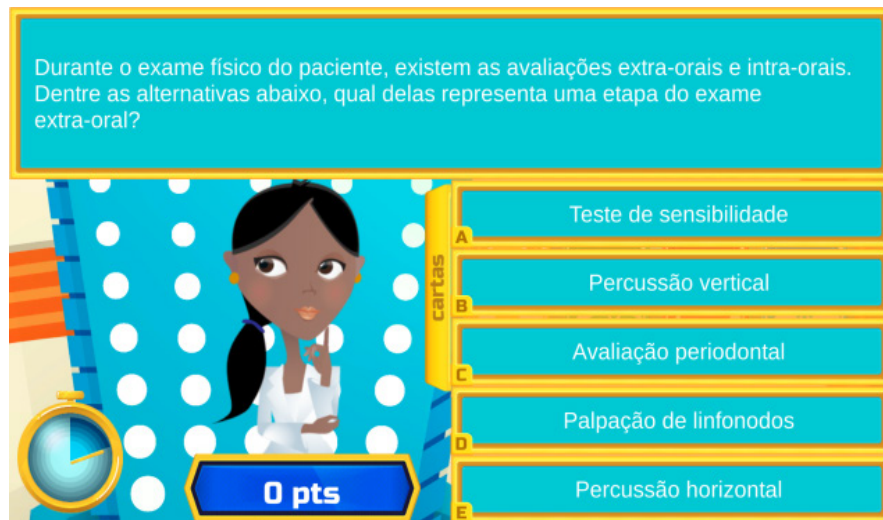 Durante o exame físico do paciente, existem as avaliações extra-orais e intra-orais.
Dentre as alternativas abaixo, qual delas representa uma etapa do exame
extra-oral?
cartas
A
Teste de sensibilidade
B
Percussão vertical
C
Avaliação periodontal
D
Palpação de linfonodos
E
Percussão horizontal
0 pts